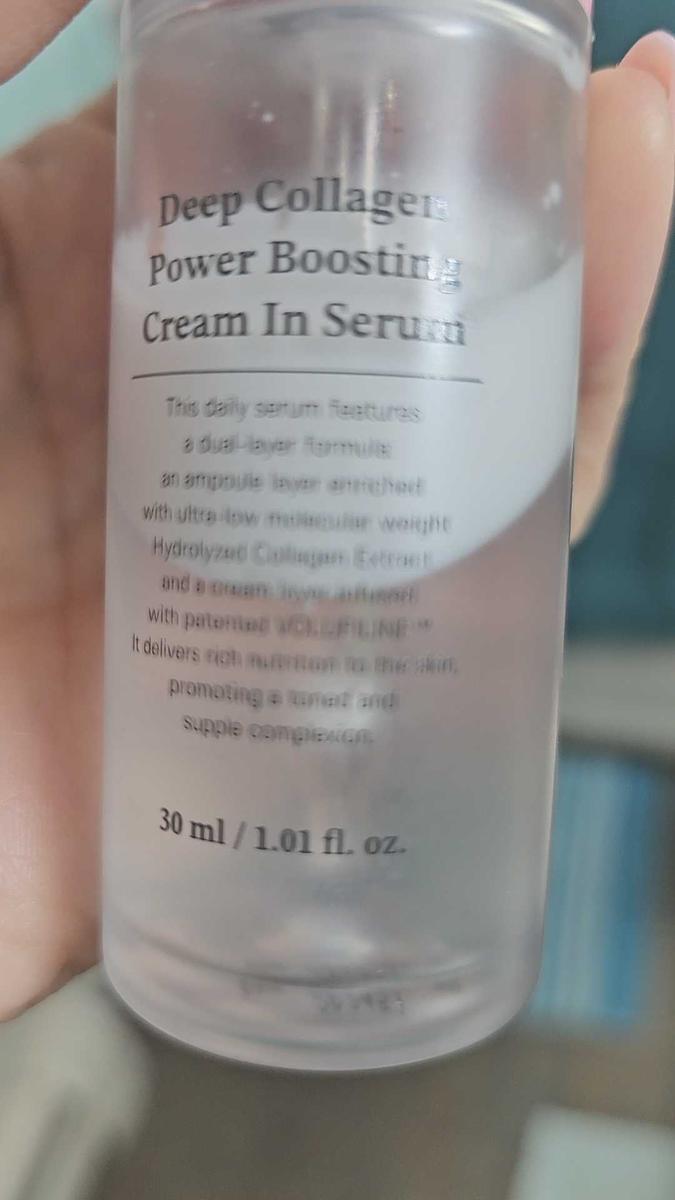 Deep Collagen
Power Boosting
Cream In Serum
This daily serum features
a dual-layer formula:
an ampoule layer enriched
with ultra-low molecular weight
Hydrolyzed Collagen Extract
and a cream layer infused
with patented VOLUFILINE™
It delivers rich nutrition to the skin,
promoting a toned and
supple complexion.
30 ml / 1.01 fl. oz.